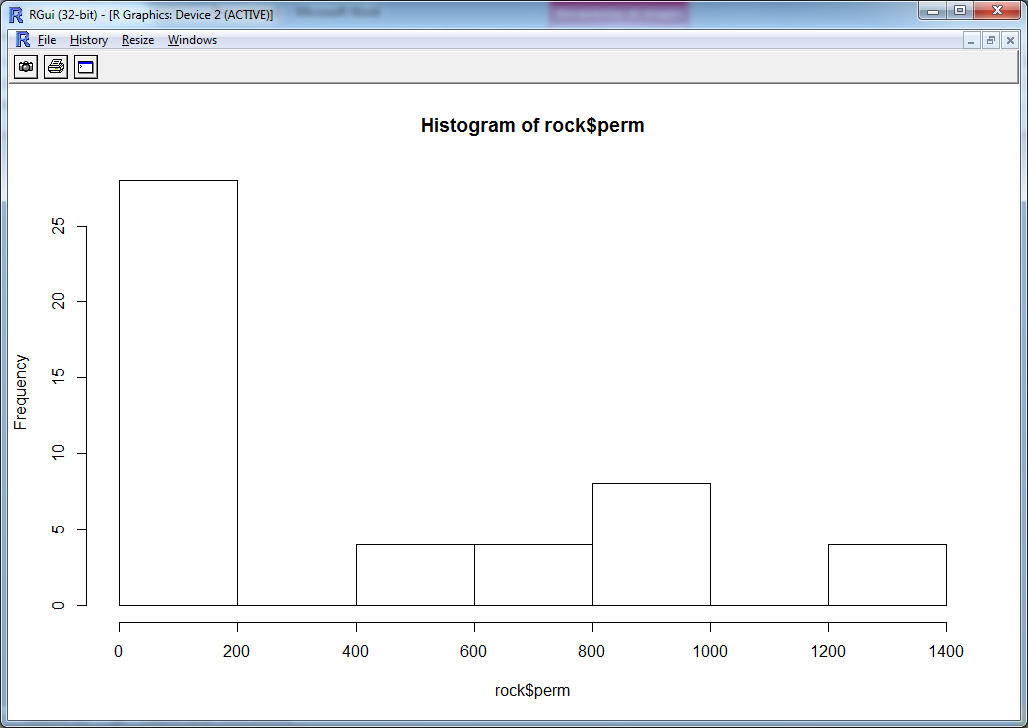 RGui (32-bit) - [R Graphics: Device 2 (ACTIVE)]
File History Resize Windows
Histogram of rock$perm
Frequency
25
20
15
10
5
0
0 200 400 600 800 1000 1200 1400
rock$perm